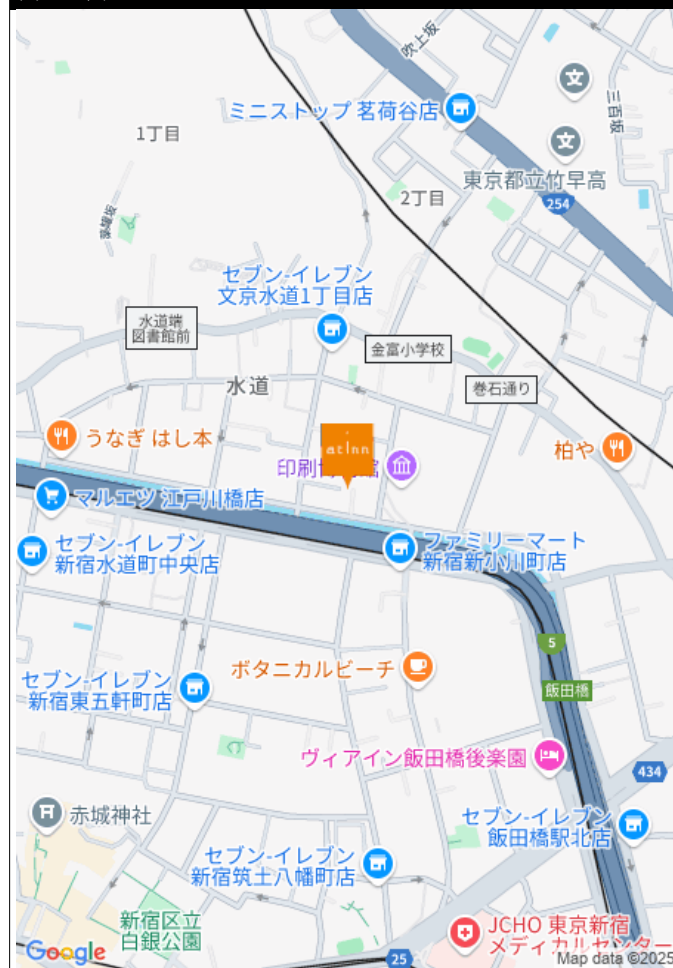 吹上坂
文
三百坂
ミニストップ 茗荷谷店
1丁目
文
東京都立竹早高
2丁目
254
セブン-イレブン
文京水道1丁目店
水道端
図書館前
金富小学校
水道
巻石通り
うなぎ はし本
at inn
柏や
マルエツ 江戸川橋店
セブン-イレブン
新宿水道町中央店
ファミリーマート
新宿新小川町店
5
ボタニカルビーチ
セブン-イレブン
新宿東五軒町店
飯田橋
ヴィアイン飯田橋後楽園
434
赤城神社
セブン-イレブン
飯田橋駅北店
セブン-イレブン
新宿筑土八幡町店
新宿区立
白銀公園
JCHO 東京新宿
メディカルセンター
25
Google
Map data ©2025